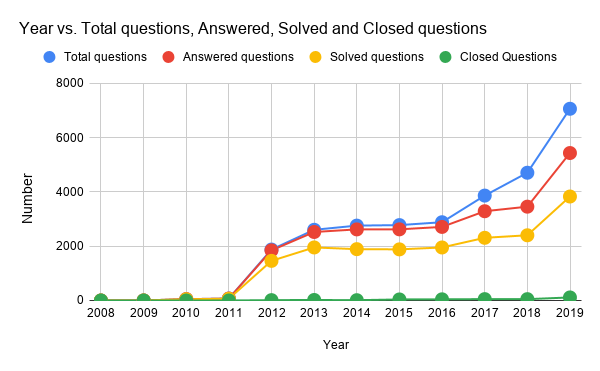 Year vs. Total questions, Answered, Solved and Closed questions
Total questions
Answered questions
Solved questions
Closed Questions
8000
6000
4000
2000
0
Number
2008
2009
2010
2011
2012
2013
2014
2015
2016
2017
2018
2019
Year